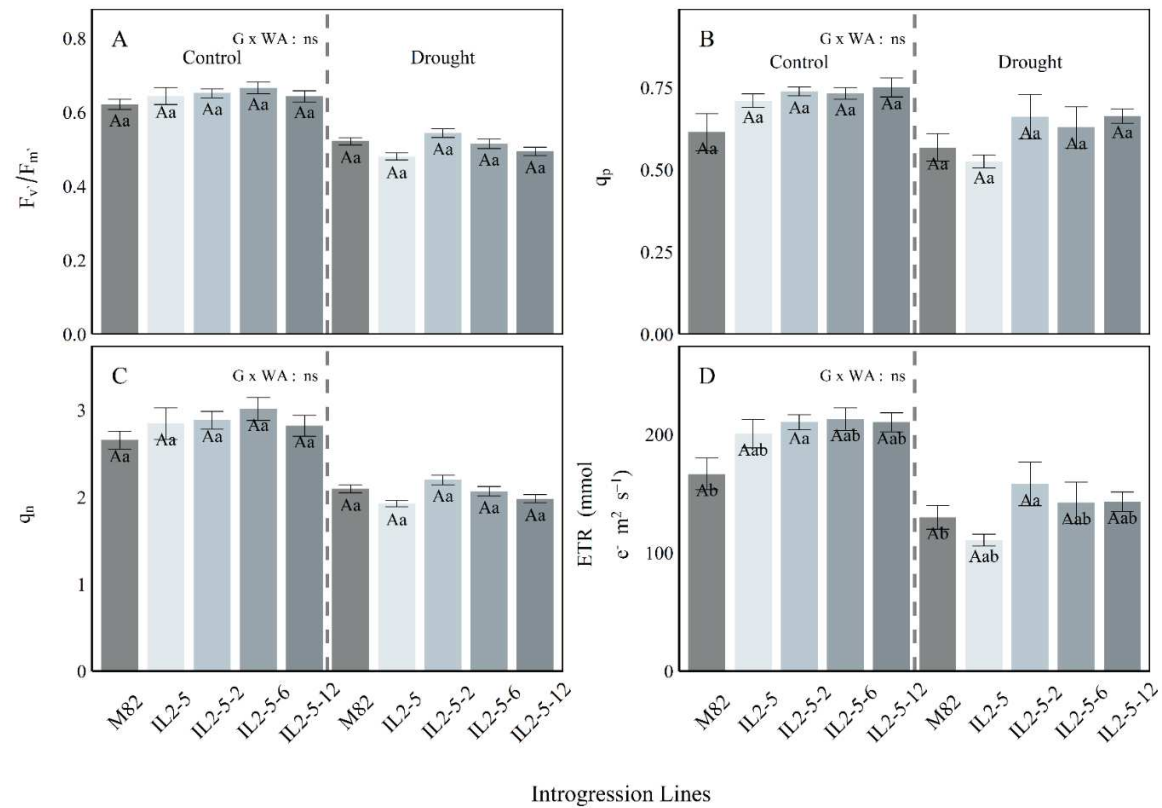 A
G x WA : ns
Control
Drought
0.8
0.6
0.4
0.2
0.0
Fv'/Fm'
Aa Aa Aa Aa Aa Aa Aa Aa Aa Aa
B
G x WA : ns
Control
Drought
0.75
0.50
0.25
0.00
qp
Aa Aa Aa Aa Aa Aa Aa Aa Aa Aa
C
G x WA : ns
3
2
1
0
qn
Aa Aa Aa Aa Aa Aa Aa Aa Aa Aa
D
G x WA : ns
200
100
0
ETR (mmol
e- m² s⁻¹)
Ab Aab Aa Aab Aab Ab Aab Aa Aab Aab
M82 IL2-5 IL2-5-2 IL2-5-6 IL2-5-12 M82 IL2-5 IL2-5-2 IL2-5-6 IL2-5-12
M82 IL2-5 IL2-5-2 IL2-5-6 IL2-5-12 M82 IL2-5 IL2-5-2 IL2-5-6 IL2-5-12
Introgression Lines